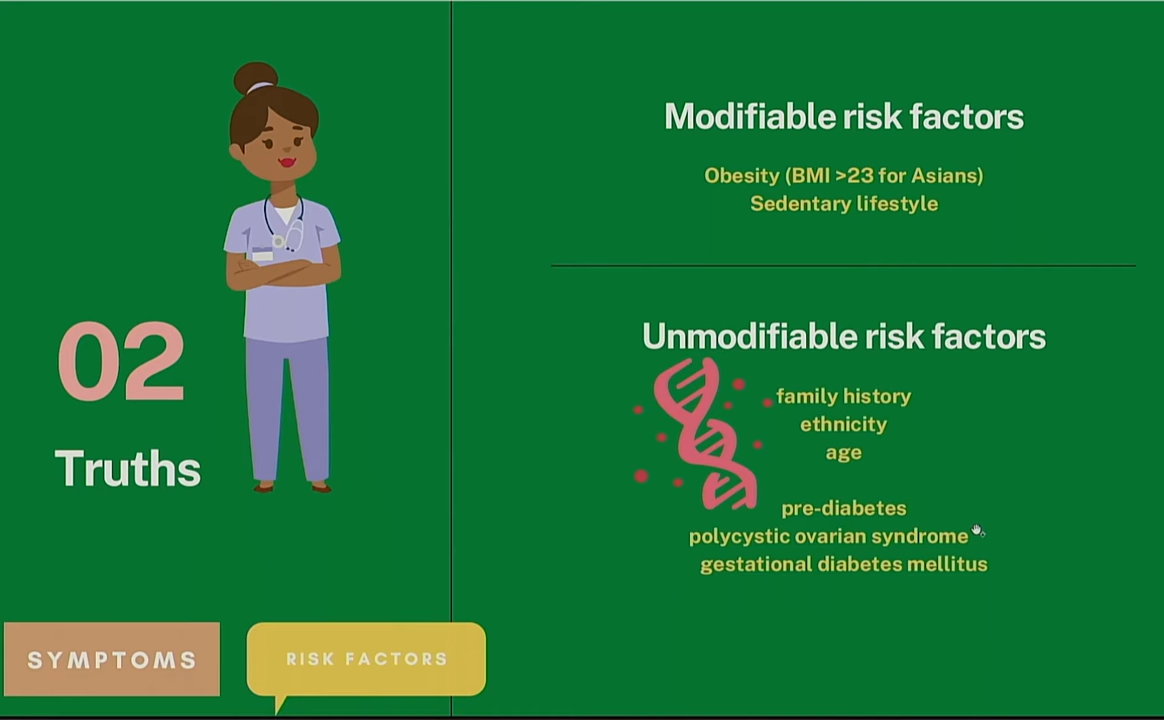 02
Truths
Modifiable risk factors
Obesity (BMI >23 for Asians)
Sedentary lifestyle
Unmodifiable risk factors
family history
ethnicity
age
pre-diabetes
polycystic ovarian syndrome
gestational diabetes mellitus
SYMPTOMS
RISK FACTORS